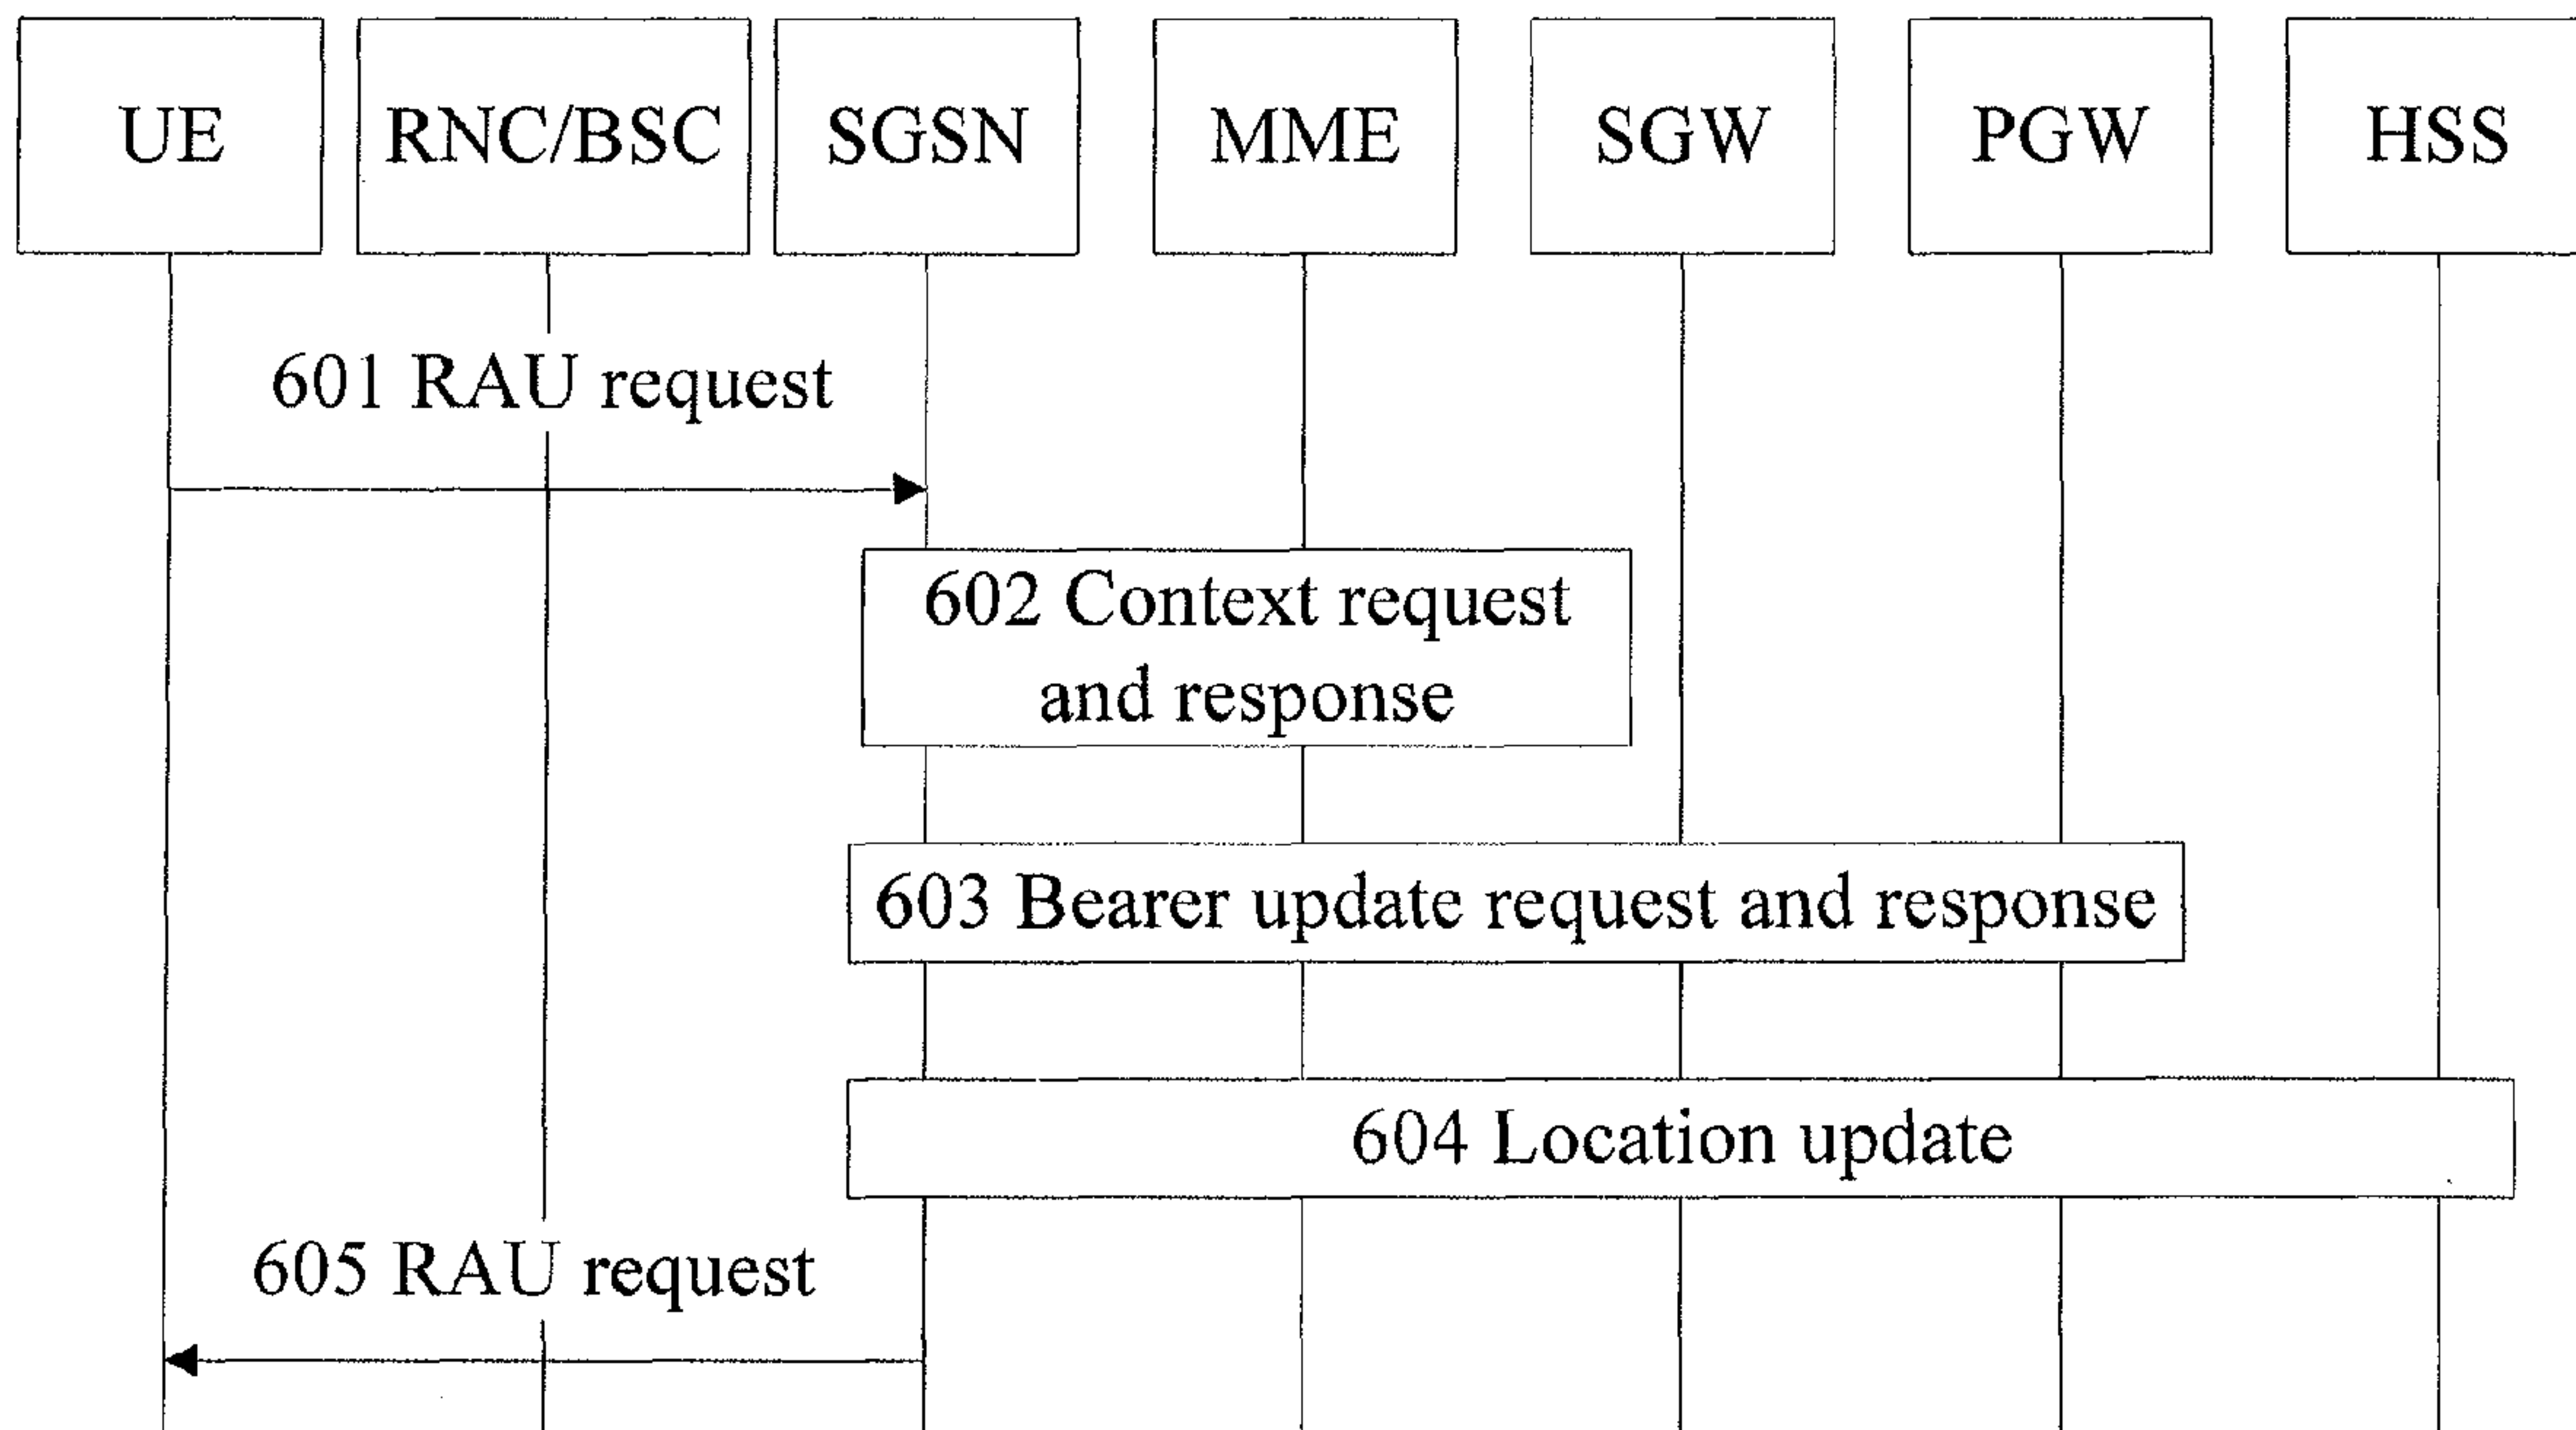 UE
RNC/BSC
SGSN
MME
SGW
PGW
HSS
601 RAU request
602 Context request
and response
603 Bearer update request and response
604 Location update
605 RAU request